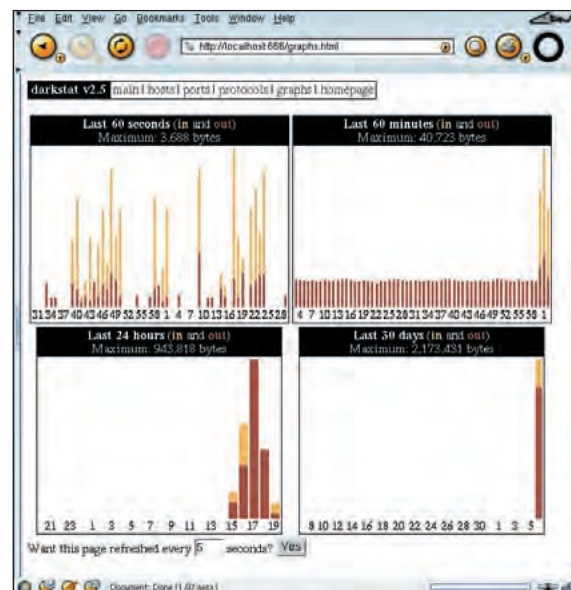 File Edit View Go Bookmarks Tools Window Help
http://localhost:666/graphs.html
darkstat v2.5 main | hosts | ports | protocols | graphs | homepage
Last 60 seconds (in and out)
Maximum: 3,688 bytes
31 34 37 40 43 46 49 52 55 58 1 4 7 10 13 16 19 22 25 28
Last 60 minutes (in and out)
Maximum: 40,723 bytes
4 7 10 13 16 19 22 25 28 31 34 37 40 43 46 49 52 55 58 1
Last 24 hours (in and out)
Maximum: 943,818 bytes
21 23 1 3 5 7 9 11 13 15 17 19
Last 30 days (in and out)
Maximum: 2,173,431 bytes
8 10 12 14 16 18 20 22 24 26 28 30 1 3 5
Want this page refreshed every 5 seconds? Yes
Document: Done